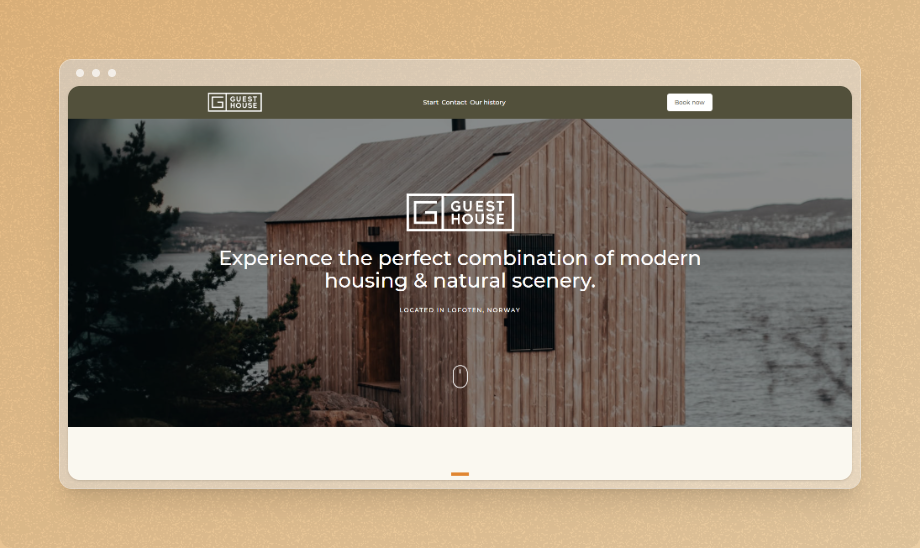 GUEST
HOUSE
Start Contact Our history
Book now
GUEST
HOUSE
Experience the perfect combination of modern
housing & natural scenery.
LOCATED IN LOFOTEN, NORWAY